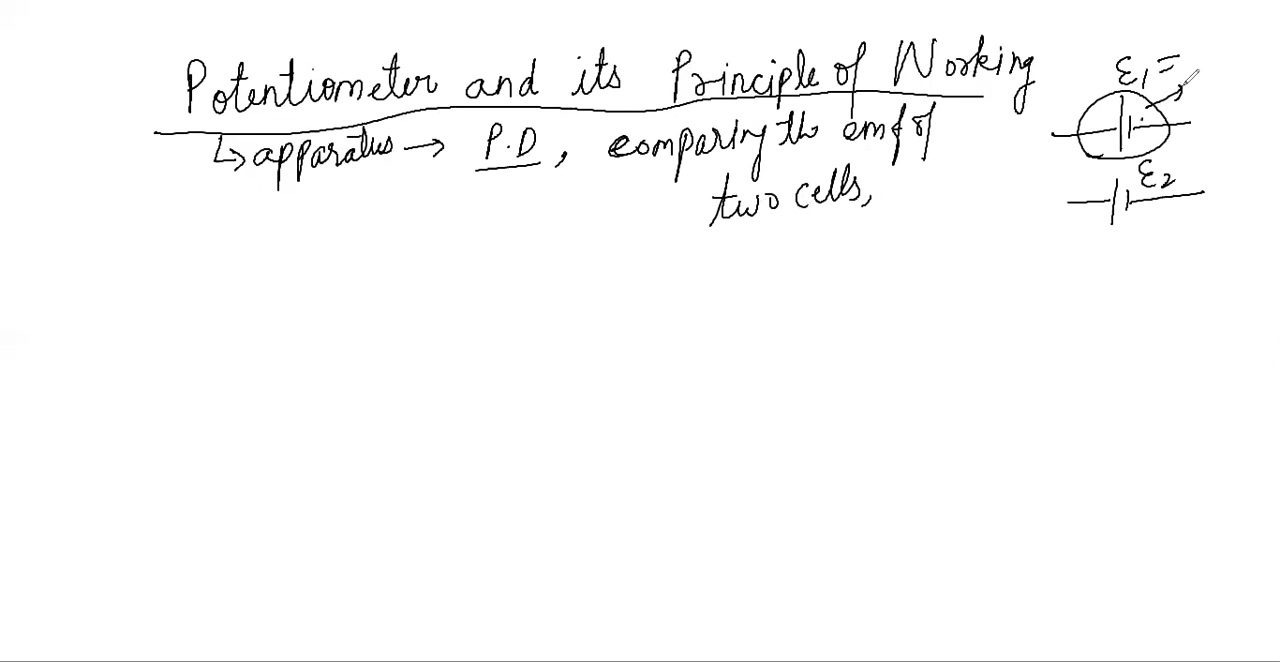 Potentiometer and its Principle of Working
↳ apparatus → P.D, comparing the emf of
two cells,
ε₁ =
ε₂